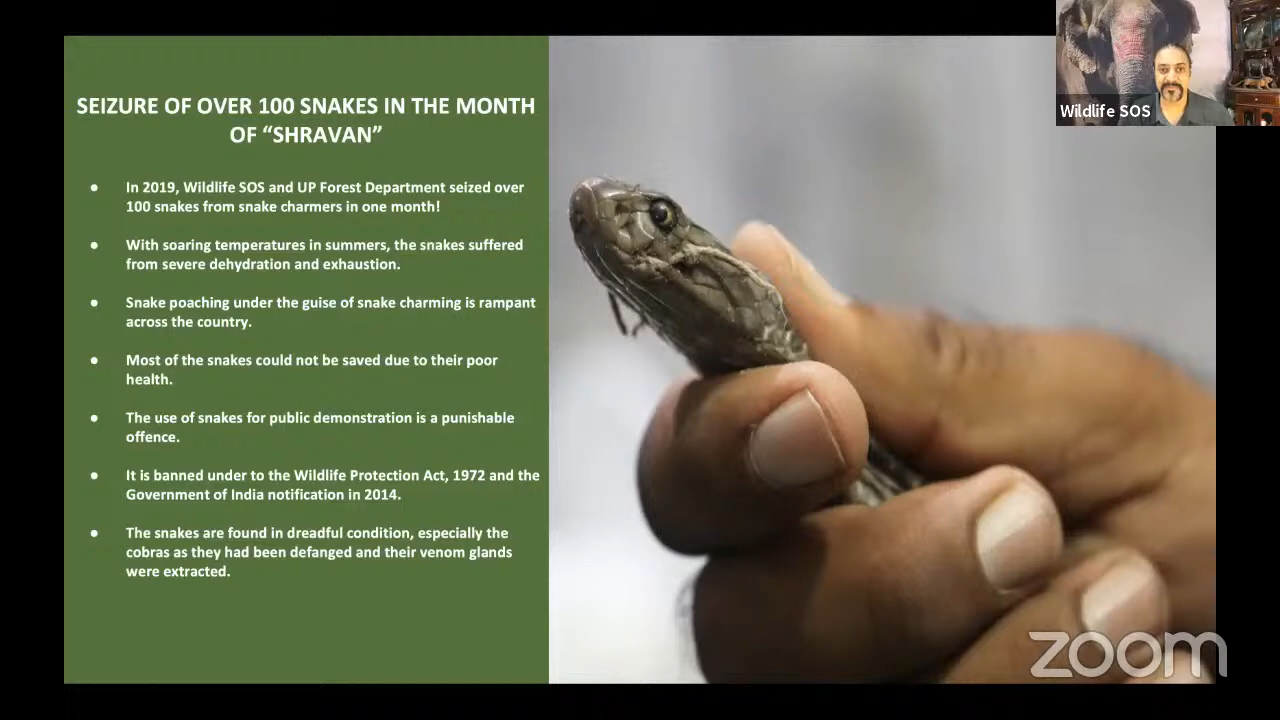 SEIZURE OF OVER 100 SNAKES IN THE MONTH
OF “SHRAVAN”
● In 2019, Wildlife SOS and UP Forest Department seized over
100 snakes from snake charmers in one month!
● With soaring temperatures in summers, the snakes suffered
from severe dehydration and exhaustion.
● Snake poaching under the guise of snake charming is rampant
across the country.
● Most of the snakes could not be saved due to their poor
health.
● The use of snakes for public demonstration is a punishable
offence.
● It is banned under to the Wildlife Protection Act, 1972 and the
Government of India notification in 2014.
● The snakes are found in dreadful condition, especially the
cobras as they had been defanged and their venom glands
were extracted.
Wildlife SOS
zoom